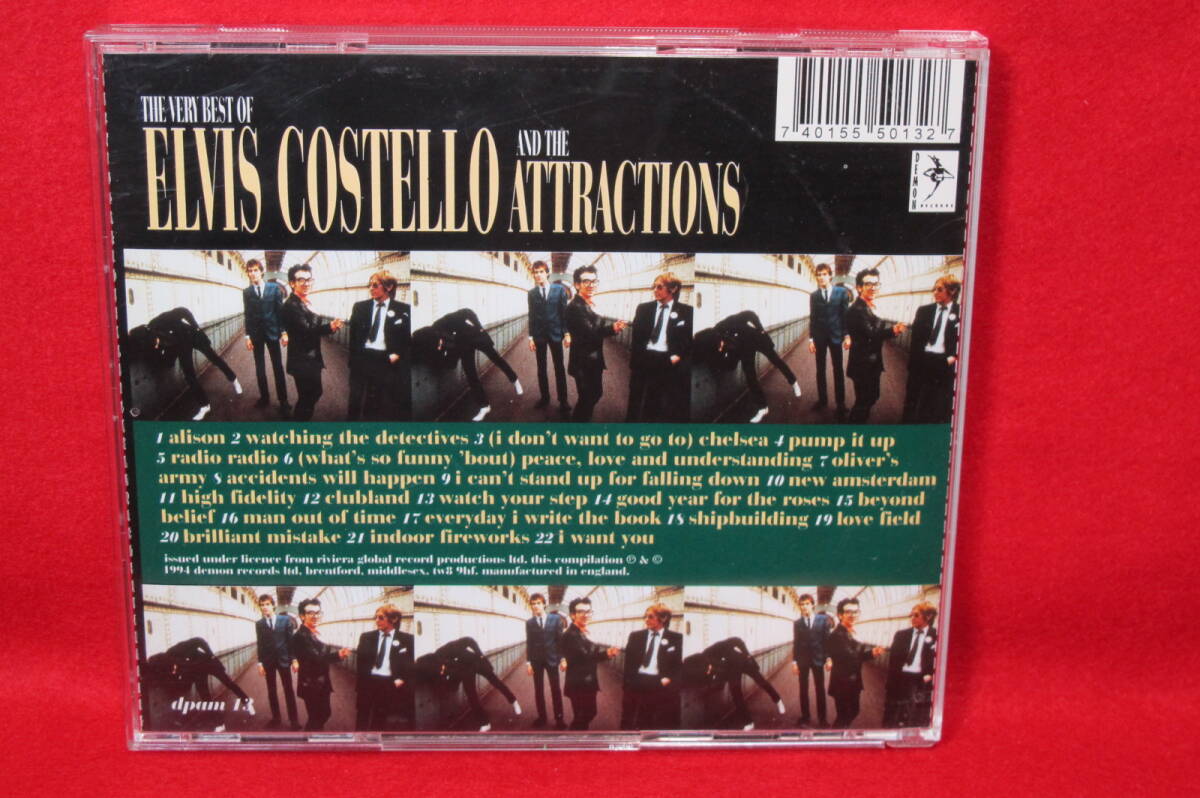 THE VERY BEST OF
ELVIS COSTELLO AND THE ATTRACTIONS
7 40155 50132 7
DEMON
RECORDS
1 alison 2 watching the detectives 3 (i don't want to go to) chelsea 4 pump it up
5 radio radio 6 (what's so funny 'bout) peace, love and understanding 7 oliver's
army 8 accidents will happen 9 i can't stand up for falling down 10 new amsterdam
11 high fidelity 12 clubland 13 watch your step 14 good year for the roses 15 beyond
belief 16 man out of time 17 everyday i write the book 18 shipbuilding 19 love field
20 brilliant mistake 21 indoor fireworks 22 i want you
issued under licence from riviera global record productions ltd. this compilation ℗ & ©
1994 demon records ltd, brentford, middlesex. tw8 9hf. manufactured in england.
dpam 13